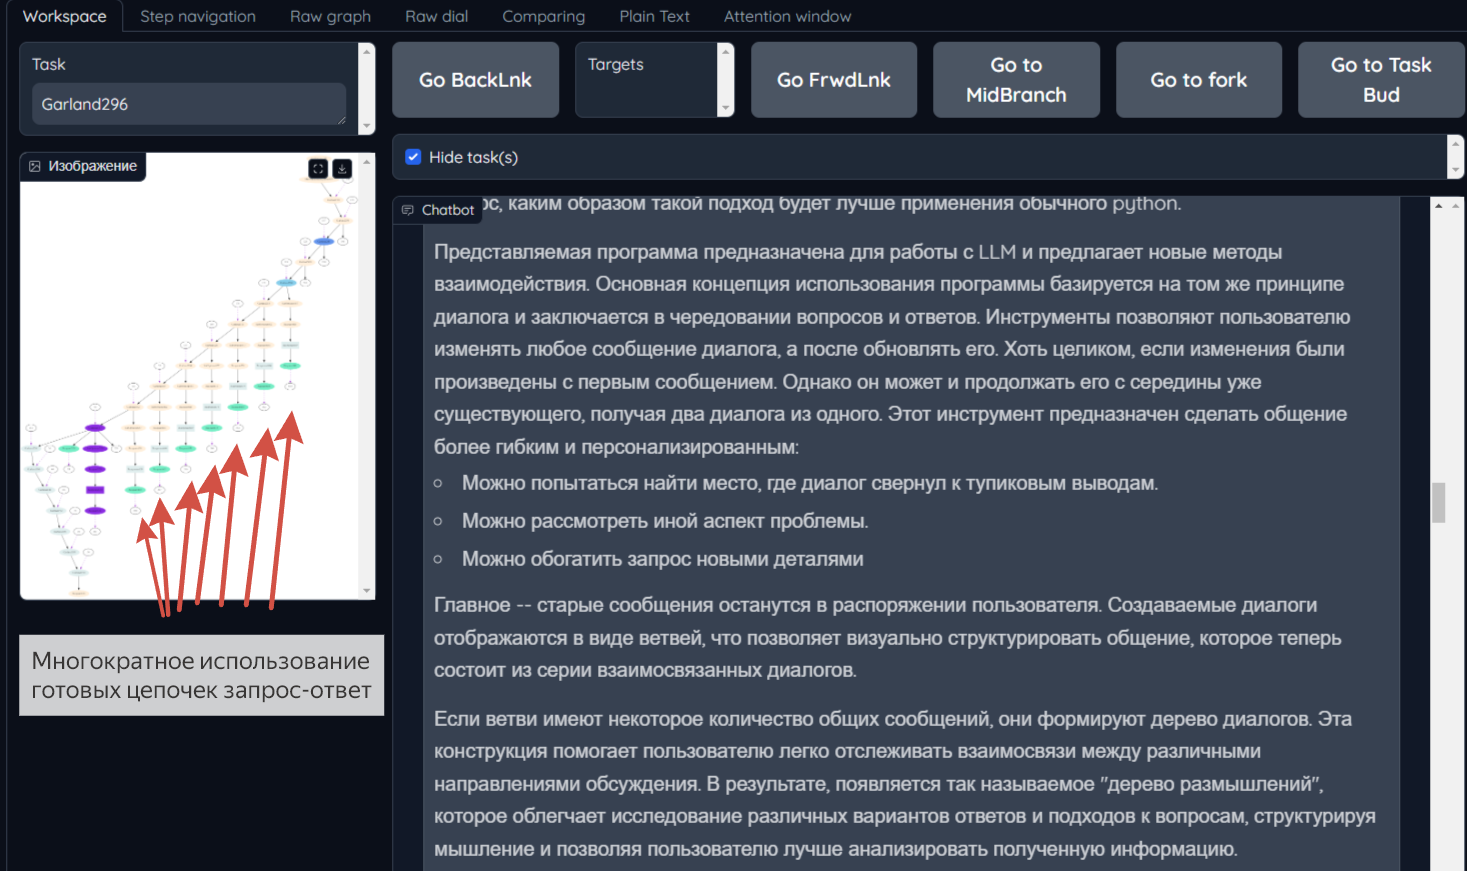 Workspace
Step navigation
Raw graph
Raw dial
Comparing
Plain Text
Attention window
Task
Garland296
Go BackLnk
Targets
Go FrwdLnk
Go to
MidBranch
Go to fork
Go to Task
Bud
Hide task(s)
Изображение
Chatbot
каким образом такой подход будет лучше применения обычного python.
Представляемая программа предназначена для работы с LLM и предлагает новые методы
взаимодействия. Основная концепция использования программы базируется на том же принципе
диалога и заключается в чередовании вопросов и ответов. Инструменты позволяют пользователю
изменять любое сообщение диалога, а после обновлять его. Хоть целиком, если изменения были
произведены с первым сообщением. Однако он может и продолжать его с середины уже
существующего, получая два диалога из одного. Этот инструмент предназначен сделать общение
более гибким и персонализированным:
Можно попытаться найти место, где диалог свернул к тупиковым выводам.
Можно рассмотреть иной аспект проблемы.
Можно обогатить запрос новыми деталями
Главное -- старые сообщения останутся в распоряжении пользователя. Создаваемые диалоги
отображаются в виде ветвей, что позволяет визуально структурировать общение, которое теперь
состоит из серии взаимосвязанных диалогов.
Если ветви имеют некоторое количество общих сообщений, они формируют дерево диалогов. Эта
конструкция помогает пользователю легко отслеживать взаимосвязи между различными
направлениями обсуждения. В результате, появляется так называемое "дерево размышлений",
которое облегчает исследование различных вариантов ответов и подходов к вопросам, структурируя
мышление и позволяя пользователю лучше анализировать полученную информацию.
Многократное использование
готовых цепочек запрос-ответ